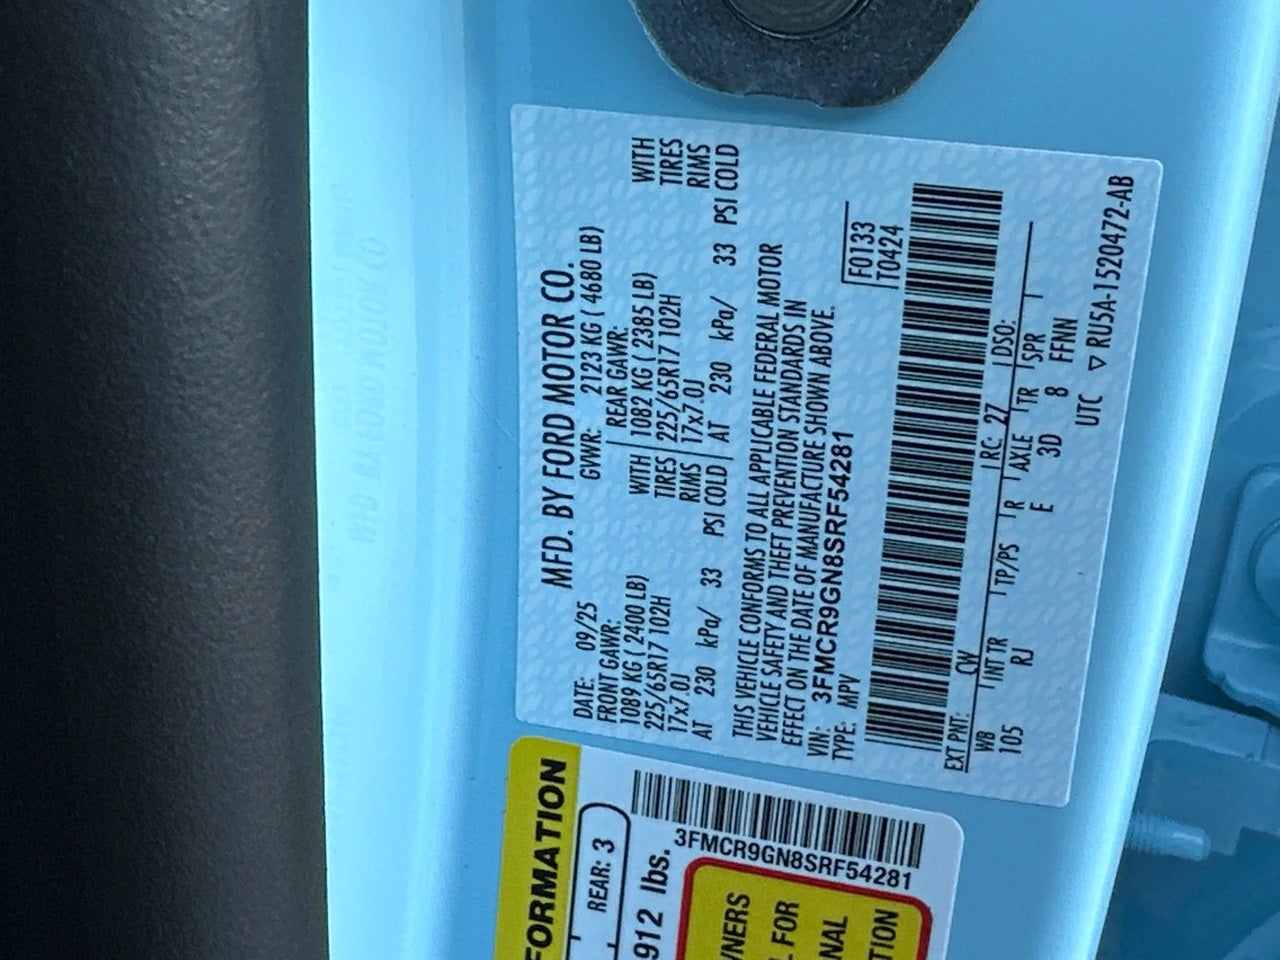 MFD. BY FORD MOTOR CO.
DATE: 09/25 GVWR: 2123 KG ( 4680 LB)
FRONT GAWR: REAR GAWR:
1089 KG ( 2400 LB) WITH 1082 KG ( 2385 LB) WITH
225/65R17 102H TIRES 225/65R17 102H TIRES
17x7.0J RIMS 17x7.0J RIMS
AT 230 kPa/ 33 PSI COLD AT 230 kPa/ 33 PSI COLD
THIS VEHICLE CONFORMS TO ALL APPLICABLE FEDERAL MOTOR
VEHICLE SAFETY AND THEFT PREVENTION STANDARDS IN
EFFECT ON THE DATE OF MANUFACTURE SHOWN ABOVE.
VIN: 3FMCR9GN8SRF54281 F0133
TYPE: MPV T0424
EXT PNT: CW RC: 27 DSO:
WB INT TR TP/PS R AXLE TR SPR
105 RJ E 3D 8 FFNN
UTC ▽ RU5A-1520472-AB
FORMATION
REAR: 3
912 lbs.
3FMCR9GN8SRF54281
WNERS
L FOR
NAL
TION